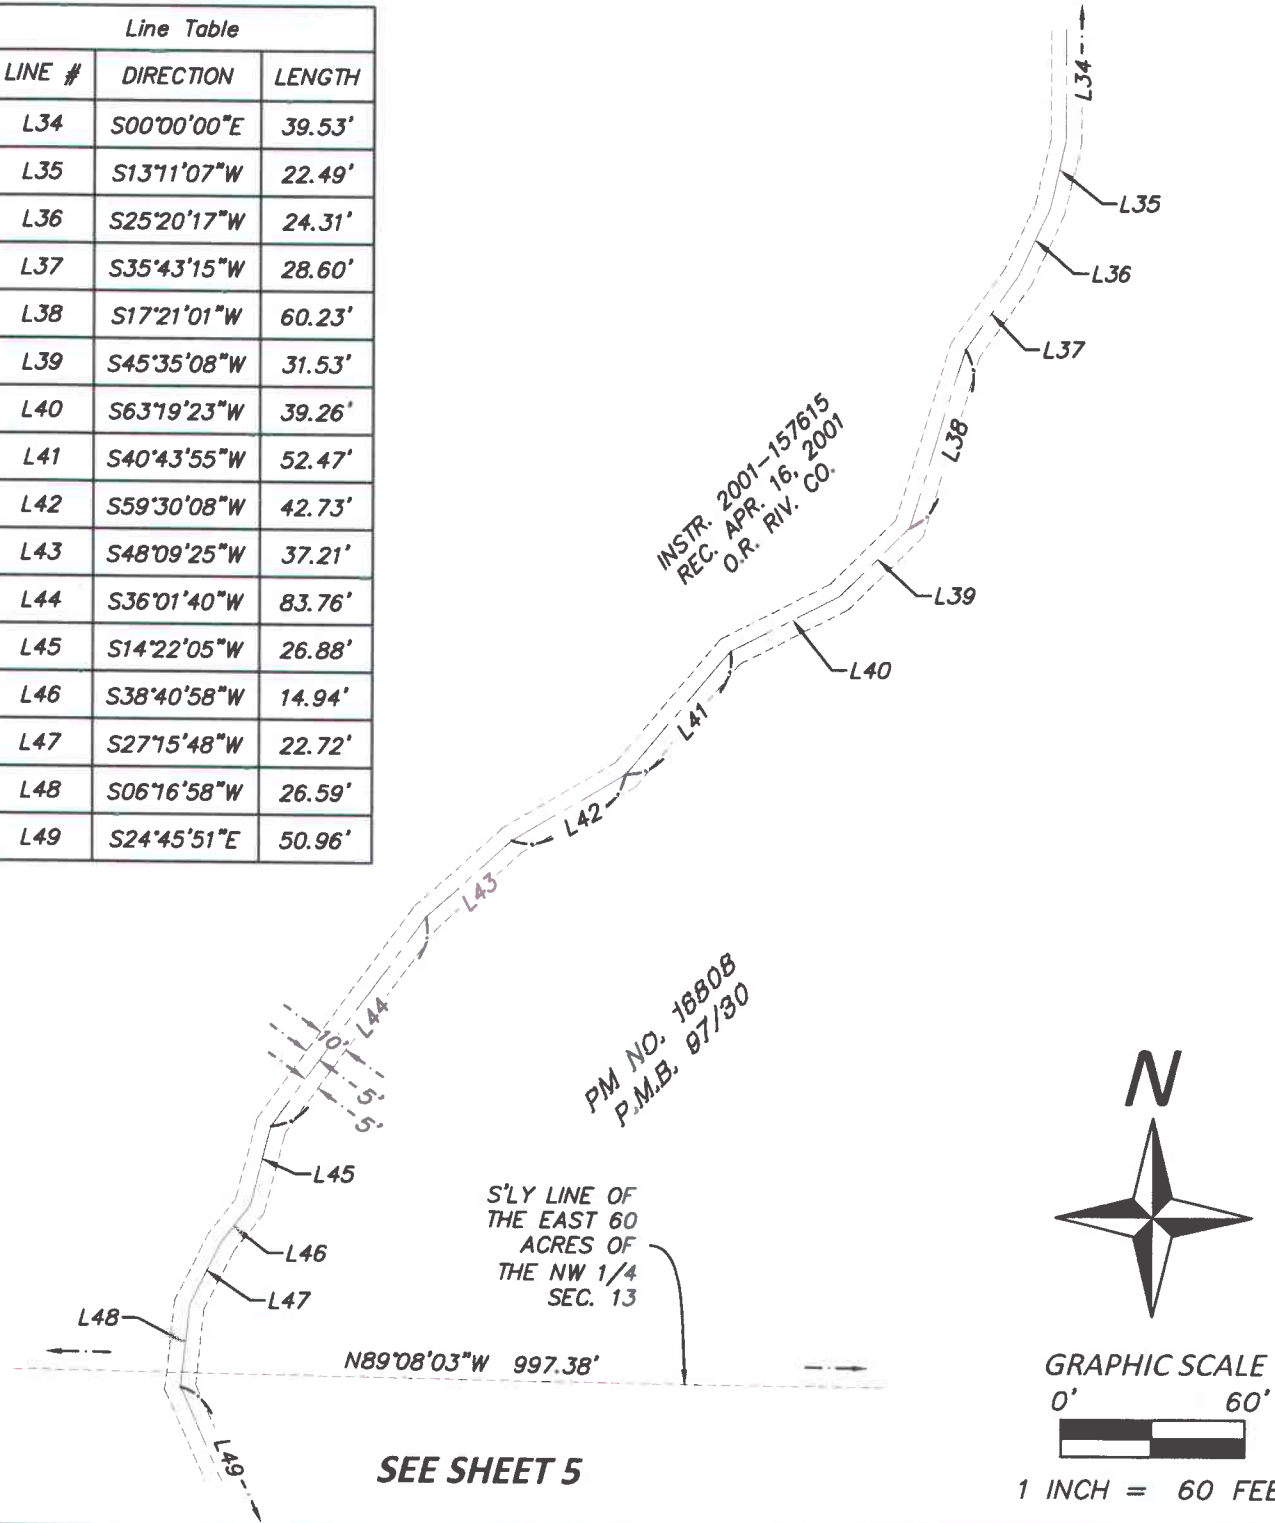 Line Table
LINE # DIRECTION LENGTH
L34 S00°00'00"E 39.53'
L35 S13°11'07"W 22.49'
L36 S25°20'17"W 24.31'
L37 S35°43'15"W 28.60'
L38 S17°21'01"W 60.23'
L39 S45°35'08"W 31.53'
L40 S63°19'23"W 39.26'
L41 S40°43'55"W 52.47'
L42 S59°30'08"W 42.73'
L43 S48°09'25"W 37.21'
L44 S36°01'40"W 83.76'
L45 S14°22'05"W 26.88'
L46 S38°40'58"W 14.94'
L47 S27°15'48"W 22.72'
L48 S06°16'58"W 26.59'
L49 S24°45'51"E 50.96'
L34
L35
L36
L37
L38
INSTR. 2001-157615
REC. APR. 16, 2001
O.R. RIV. CO.
L39
L40
L41
L42
L43
L44
10'
5'
5'
PM NO. 16808
P.M.B. 97/30
L45
L46
L47
L48
S'LY LINE OF
THE EAST 60
ACRES OF
THE NW 1/4
SEC. 13
N89°08'03"W 997.38'
L49
SEE SHEET 5
N
GRAPHIC SCALE
0' 60'
1 INCH = 60 FEE